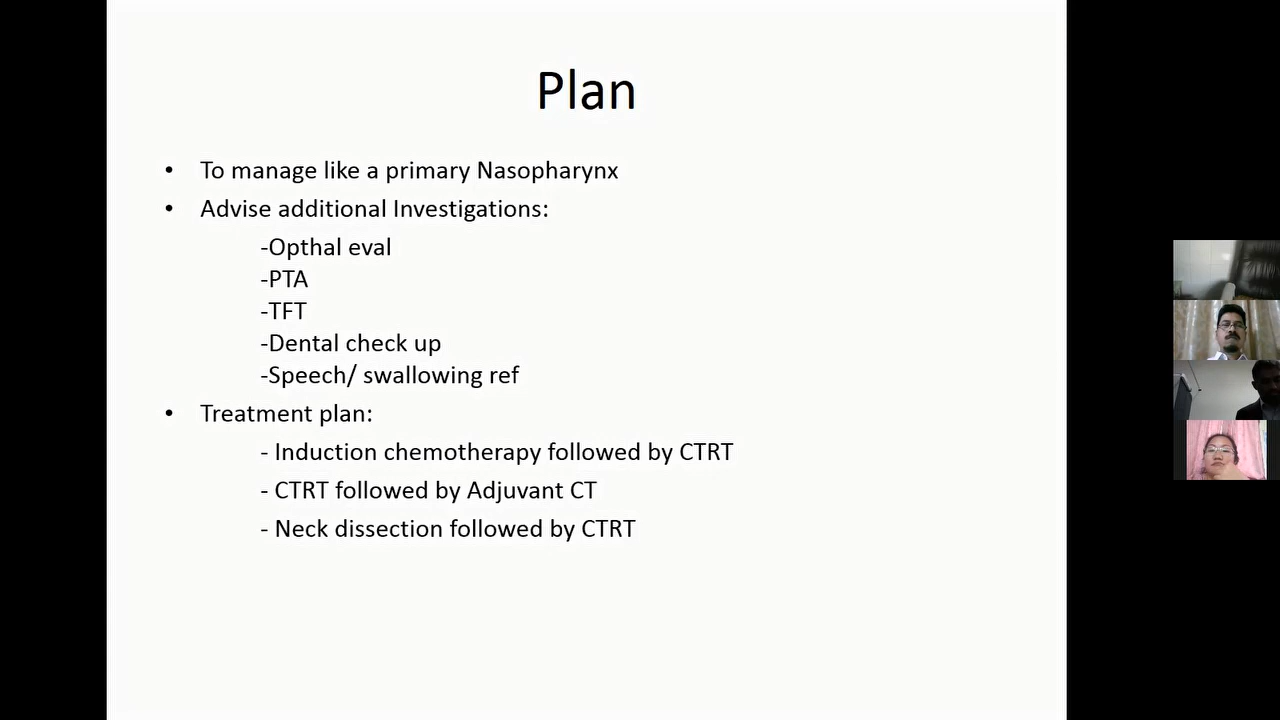 Plan
• To manage like a primary Nasopharynx
• Advise additional Investigations:
-Opthal eval
-PTA
-TFT
-Dental check up
-Speech/ swallowing ref
• Treatment plan:
- Induction chemotherapy followed by CTRT
- CTRT followed by Adjuvant CT
- Neck dissection followed by CTRT